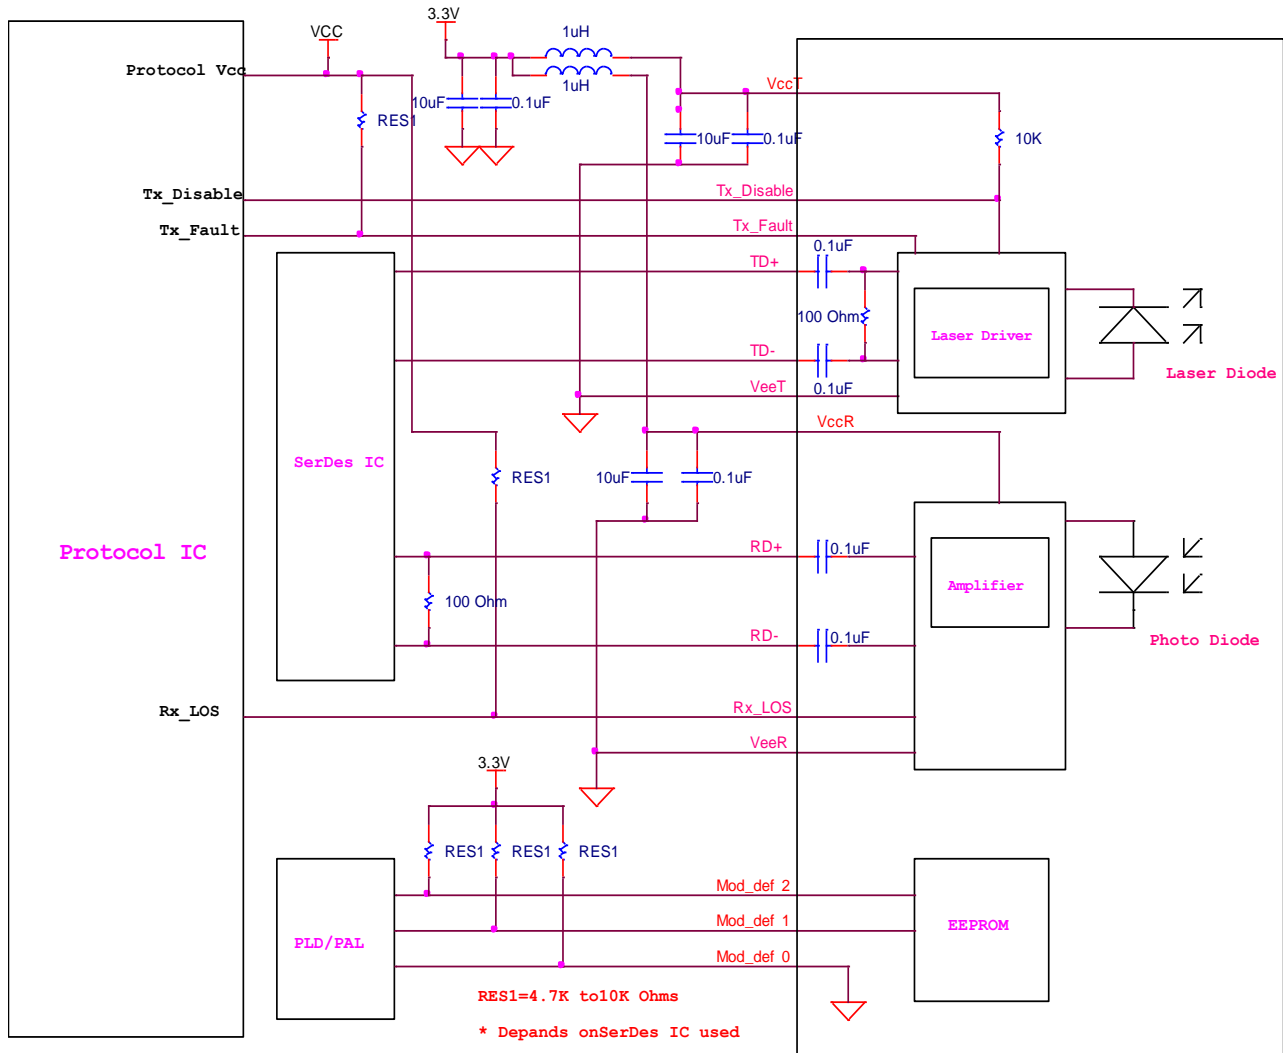 3.3V
1uH
VCC
Protocol Vcc
1uH
VccT
10uF
0.1uF
RES1
10uF
0.1uF
10K
Tx_Disable
Tx_Disable
Tx_Fault
Tx_Fault
0.1uF
TD+
100 Ohm
Laser Driver
TD-
Laser Diode
VeeT
0.1uF
VccR
SerDes IC
RES1
10uF
0.1uF
Protocol IC
RD+
0.1uF
Amplifier
100 Ohm
RD-
0.1uF
Photo Diode
Rx_LOS
Rx_LOS
VeeR
3.3V
RES1
RES1
RES1
Mod_def 2
Mod_def 1
EEPROM
PLD/PAL
Mod_def 0
RES1=4.7K to10K Ohms
* Depands onSerDes IC used